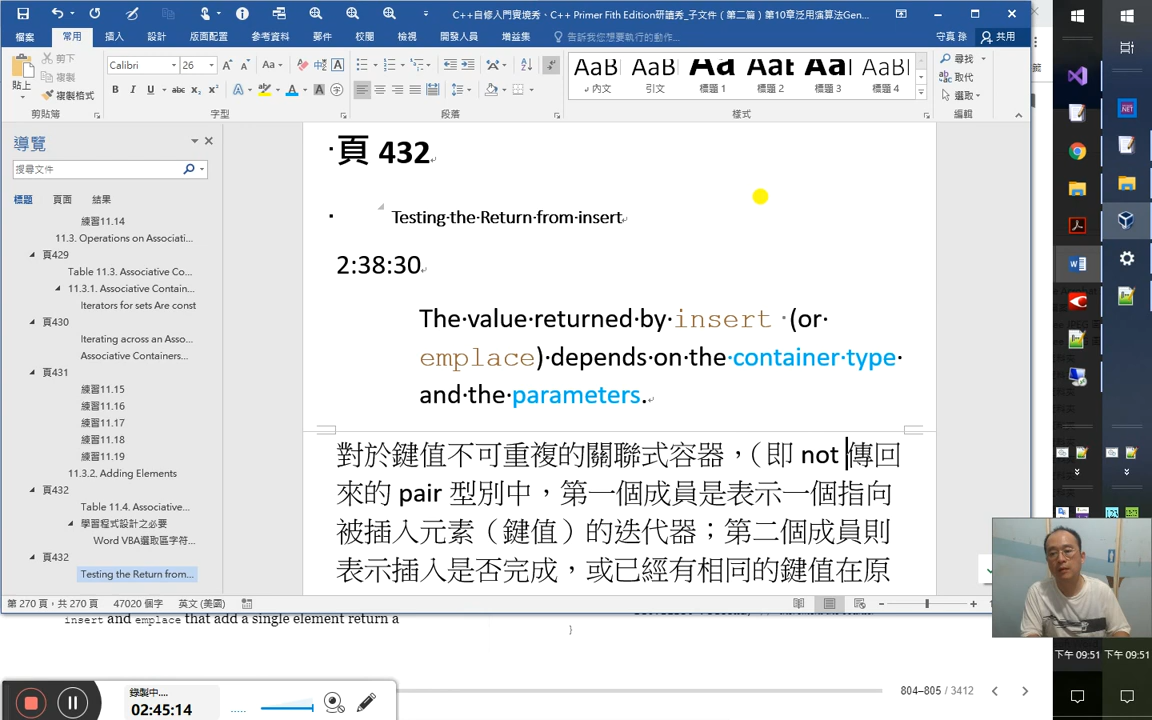 C++自修入門實境秀、C++ Primer Fith Edition研讀秀_子文件（第二篇）第10章泛用演算法Gen...
檔案 常用 插入 設計 版面配置 參考資料 郵件 校閱 檢視 開發人員 增益集 告訴我您想要執行的動作... 守真 孫 共用
貼上
剪下
複製
複製格式
剪貼簿
Calibri 26
字型
段落
AaBl AaBl Aa AaB Aal AaBl
內文 引文 標題 1 標題 2 標題 3 標題 4
樣式
尋找
取代
選取
編輯
導覽
搜尋文件
標題 頁面 結果
練習11.14
11.3. Operations on Associati...
頁429
Table 11.3. Associative Co...
11.3.1. Associative Contain...
Iterators for sets Are const
頁430
Iterating across an Asso...
Associative Containers...
頁431
練習11.15
練習11.16
練習11.17
練習11.18
練習11.19
11.3.2. Adding Elements
頁432
Table 11.4. Associative...
學習程式設計之必要
Word VBA選取區字符...
頁432
Testing the Return from...
頁 432
Testing the Return from insert
2:38:30
The value returned by insert (or
emplace) depends on the container type
and the parameters.
對於鍵值不可重複的關聯式容器，（即 not 傳回
來的 pair 型別中，第一個成員是表示一個指向
被插入元素（鍵值）的迭代器；第二個成員則
表示插入是否完成，或已經有相同的鍵值在原
第 270 頁，共 270 頁 47020 個字 英文 (美國)
insert and emplace that add a single element return a
}
804–805 / 3412
錄製中....
02:45:14
下午 09:51 下午 09:51